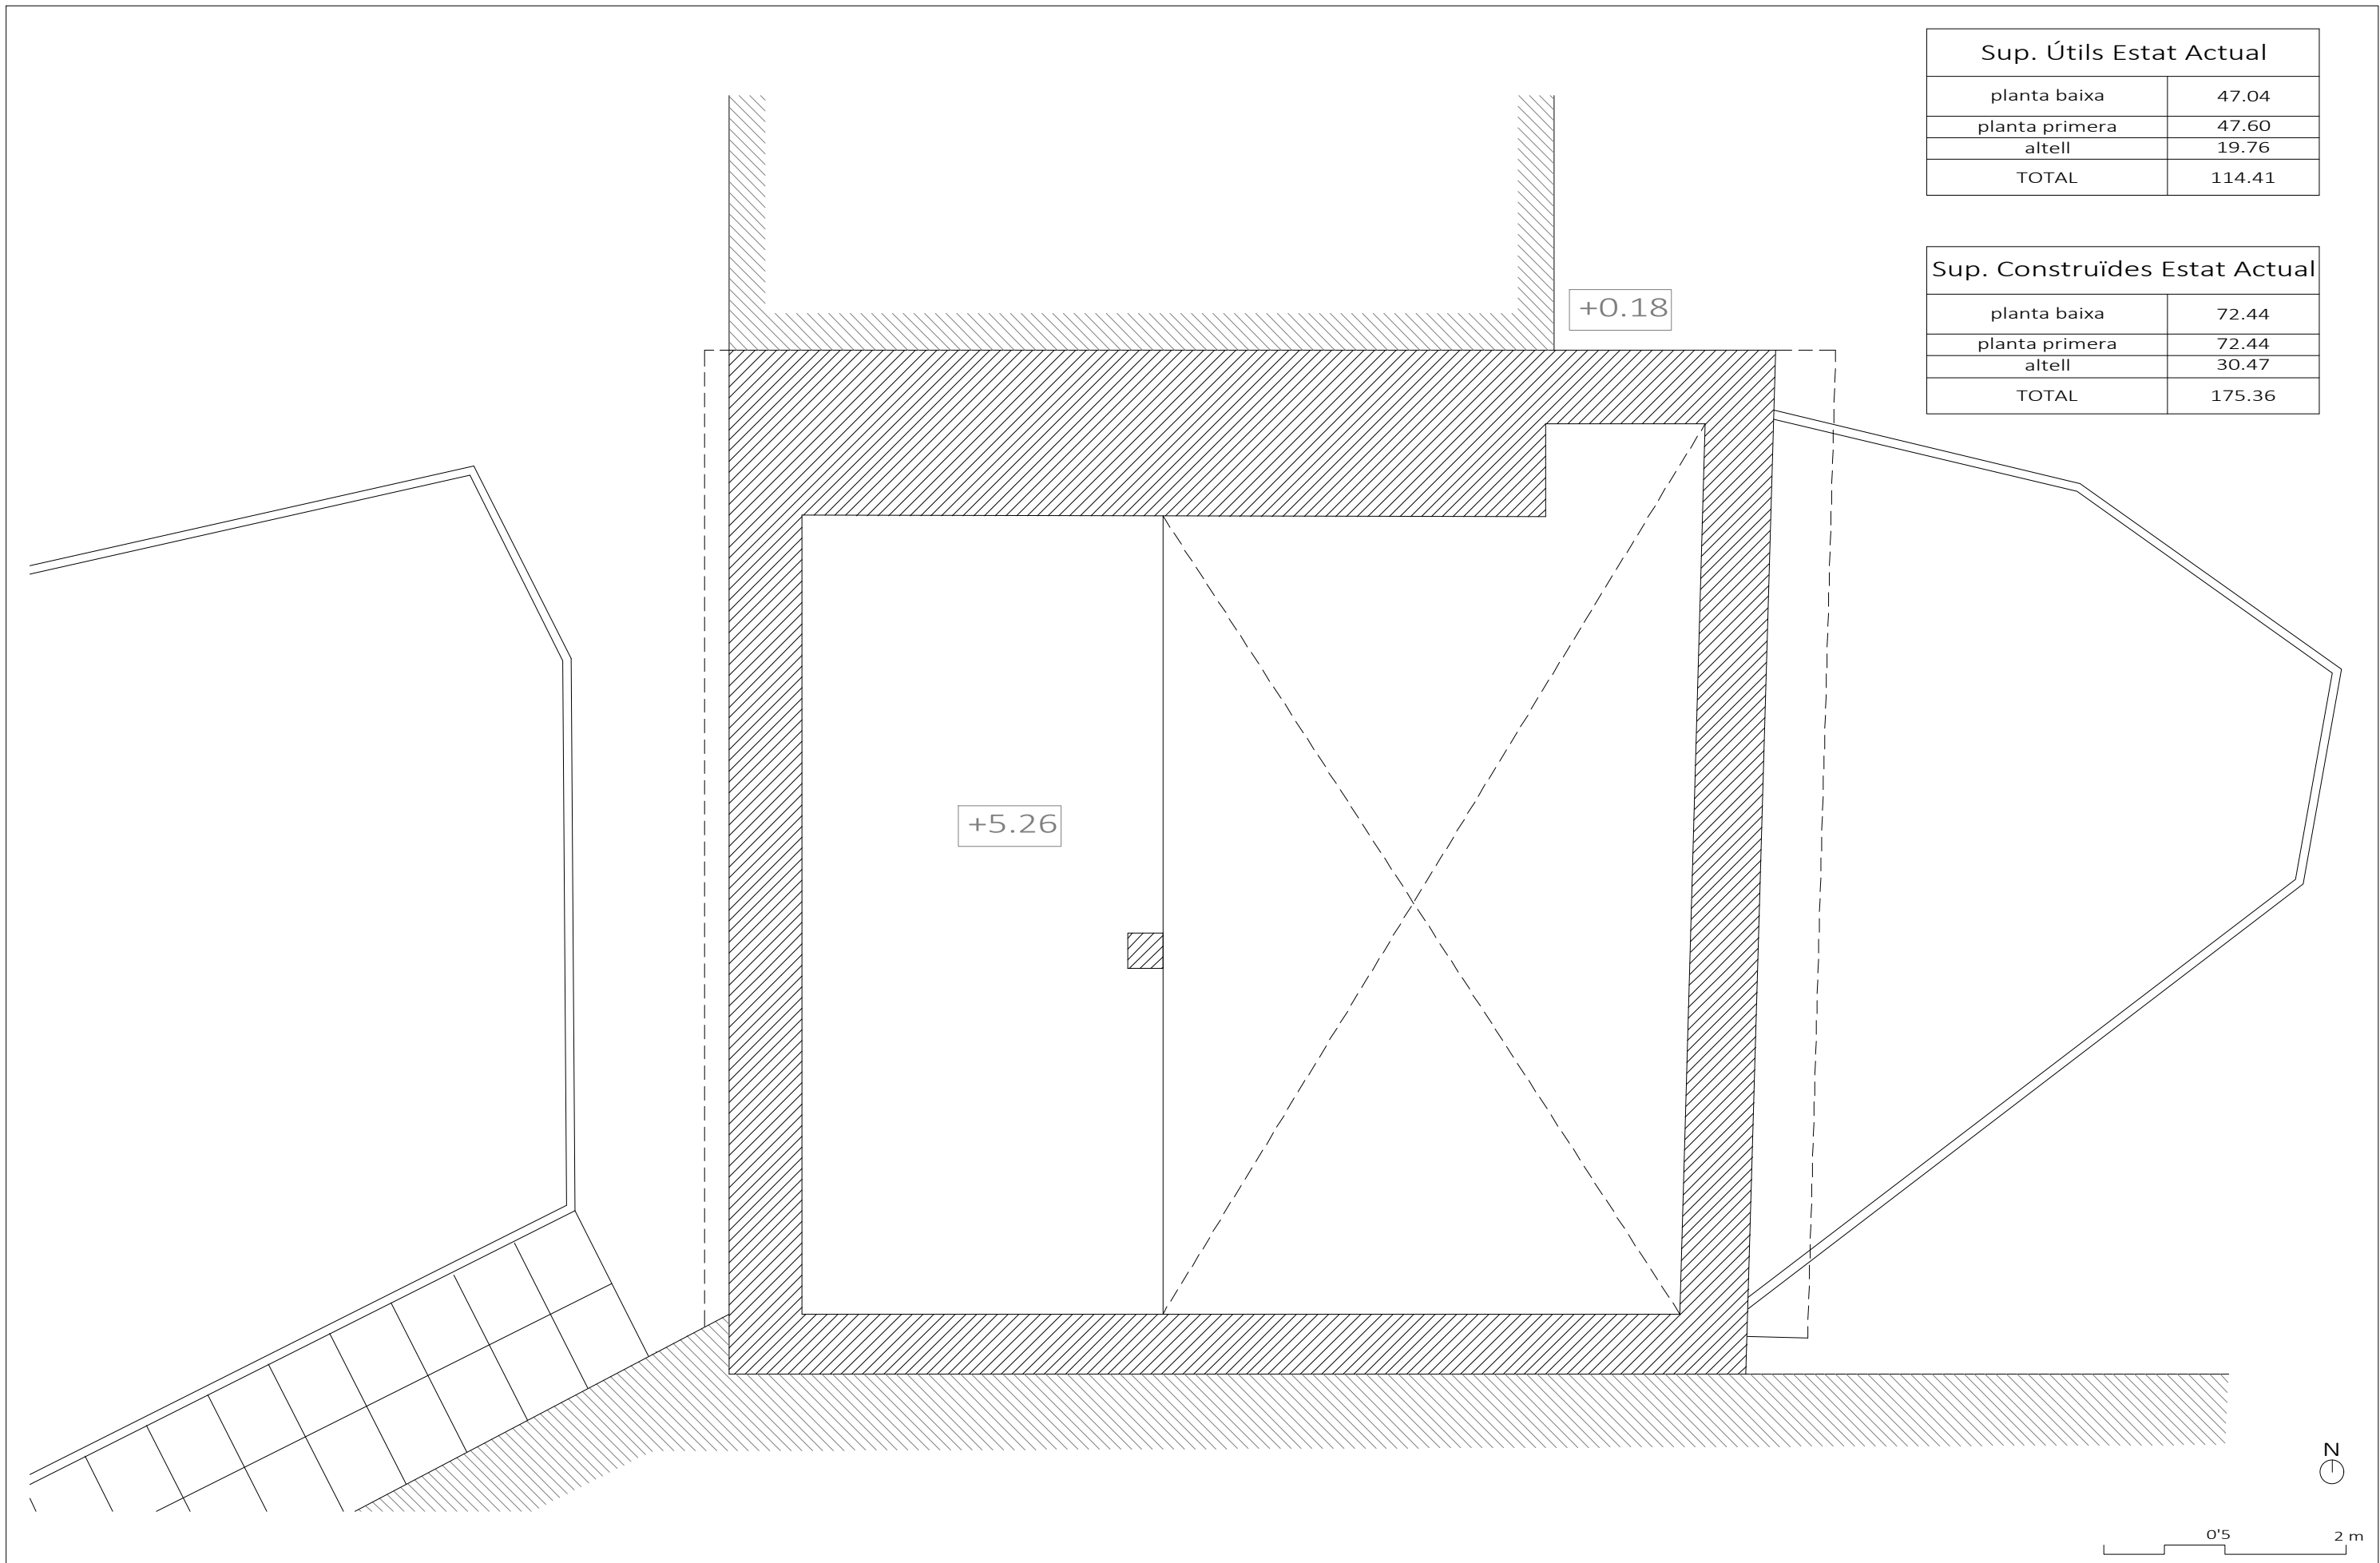 Sup. Útils Estat Actual
planta baixa 47.04
planta primera 47.60
altell 19.76
TOTAL 114.41
Sup. Construïdes Estat Actual
planta baixa 72.44
planta primera 72.44
altell 30.47
TOTAL 175.36
+0.18
+5.26
N
0'5 2 m